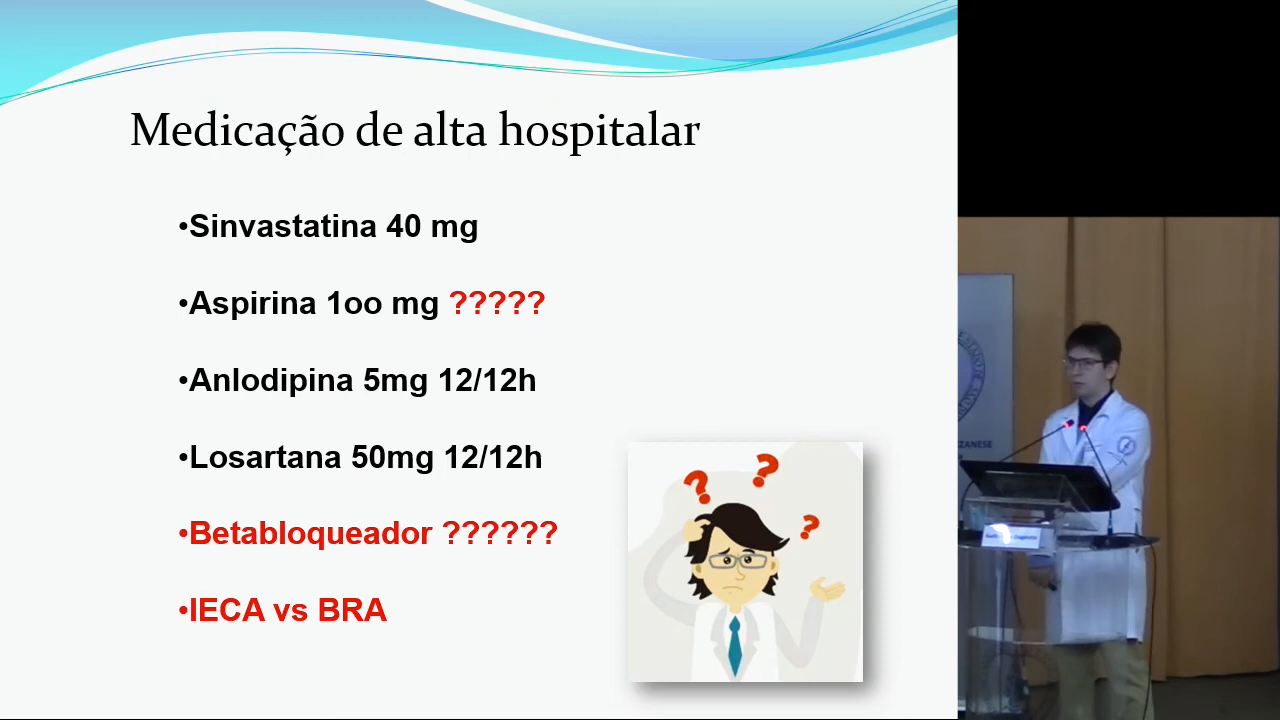 Medicação de alta hospitalar
•Sinvastatina 40 mg
•Aspirina 1oo mg ?????
•Anlodipina 5mg 12/12h
•Losartana 50mg 12/12h
•Betabloqueador ??????
•IECA vs BRA
? ? ?